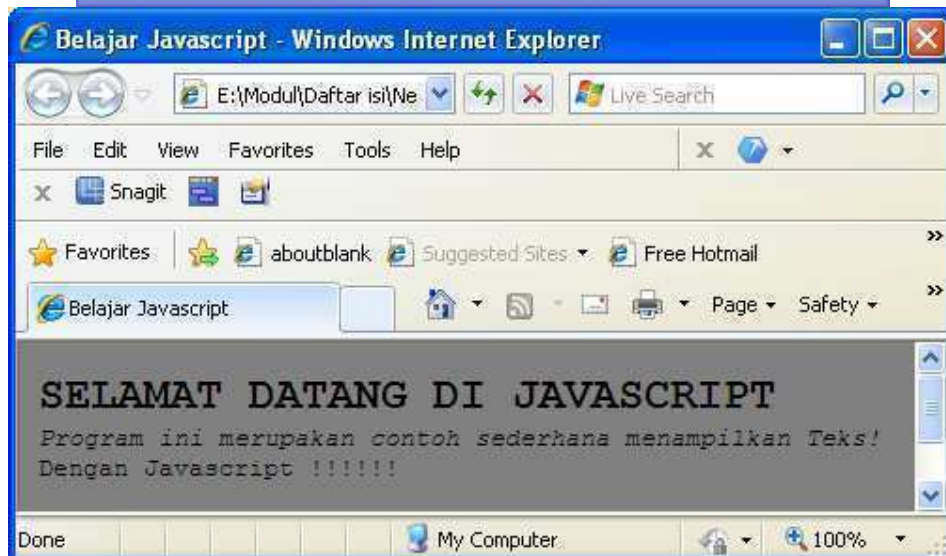 Belajar Javascript - Windows Internet Explorer
E:\Modul\Daftar isi\Ne
Live Search
File Edit View Favorites Tools Help
x
x Snagit
Favorites aboutblank Suggested Sites Free Hotmail »
Belajar Javascript Page Safety »
SELAMAT DATANG DI JAVASCRIPT
Program ini merupakan contoh sederhana menampilkan Teks!
Dengan Javascript !!!!!!
Done My Computer 100%